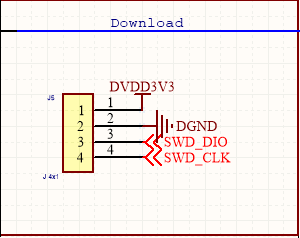 Download
DVDD3V3
J5
1 1
2 2 DGND
3 3 SWD_DIO
4 4 SWD_CLK
J 4x1